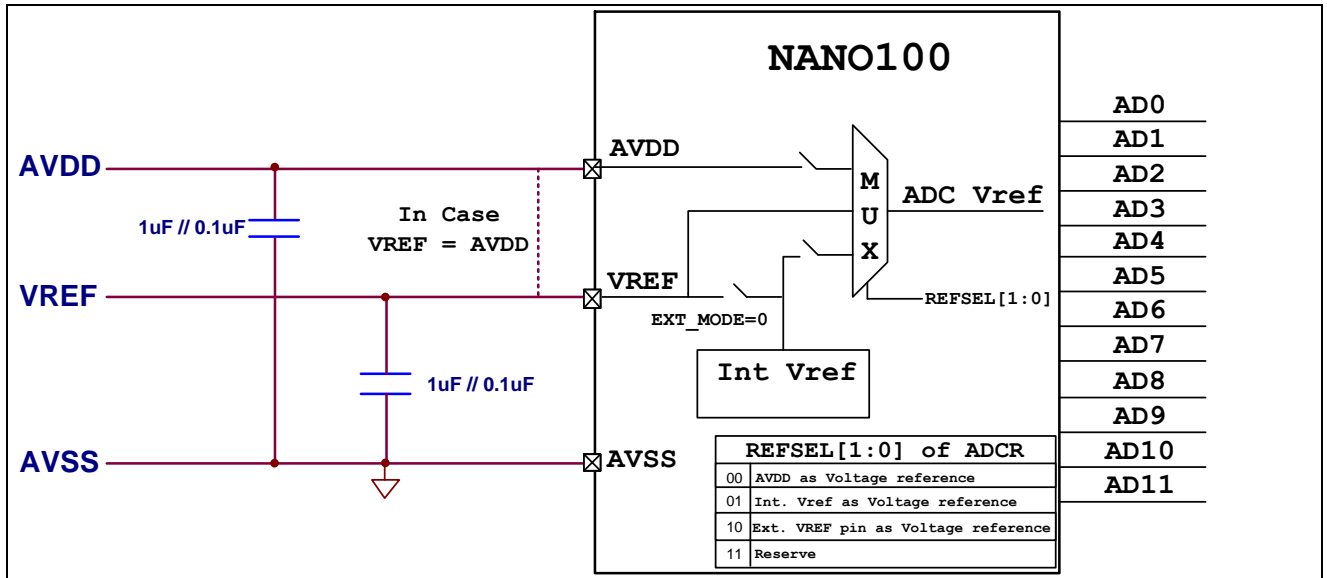 NANO100
AVDD
1uF // 0.1uF
In Case
VREF = AVDD
VREF
1uF // 0.1uF
AVSS
AVDD
M
U
X
ADC Vref
VREF
EXT_MODE=0
REFSEL[1:0]
Int Vref
AVSS
REFSEL[1:0] of ADCR
00 AVDD as Voltage reference
01 Int. Vref as Voltage reference
10 Ext. VREF pin as Voltage reference
11 Reserve
AD0
AD1
AD2
AD3
AD4
AD5
AD6
AD7
AD8
AD9
AD10
AD11